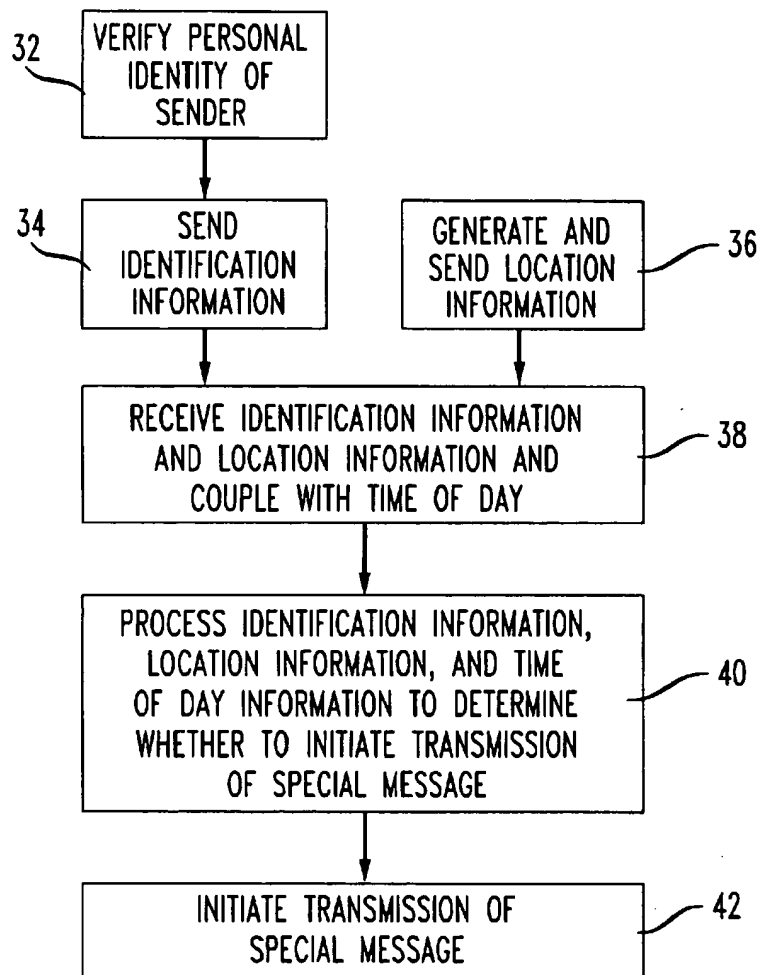 32
VERIFY PERSONAL
IDENTITY OF
SENDER
34
SEND
IDENTIFICATION
INFORMATION
GENERATE AND
SEND LOCATION
INFORMATION
36
RECEIVE IDENTIFICATION INFORMATION
AND LOCATION INFORMATION AND
COUPLE WITH TIME OF DAY
38
PROCESS IDENTIFICATION INFORMATION,
LOCATION INFORMATION, AND TIME
OF DAY INFORMATION TO DETERMINE
WHETHER TO INITIATE TRANSMISSION
OF SPECIAL MESSAGE
40
INITIATE TRANSMISSION OF
SPECIAL MESSAGE
42